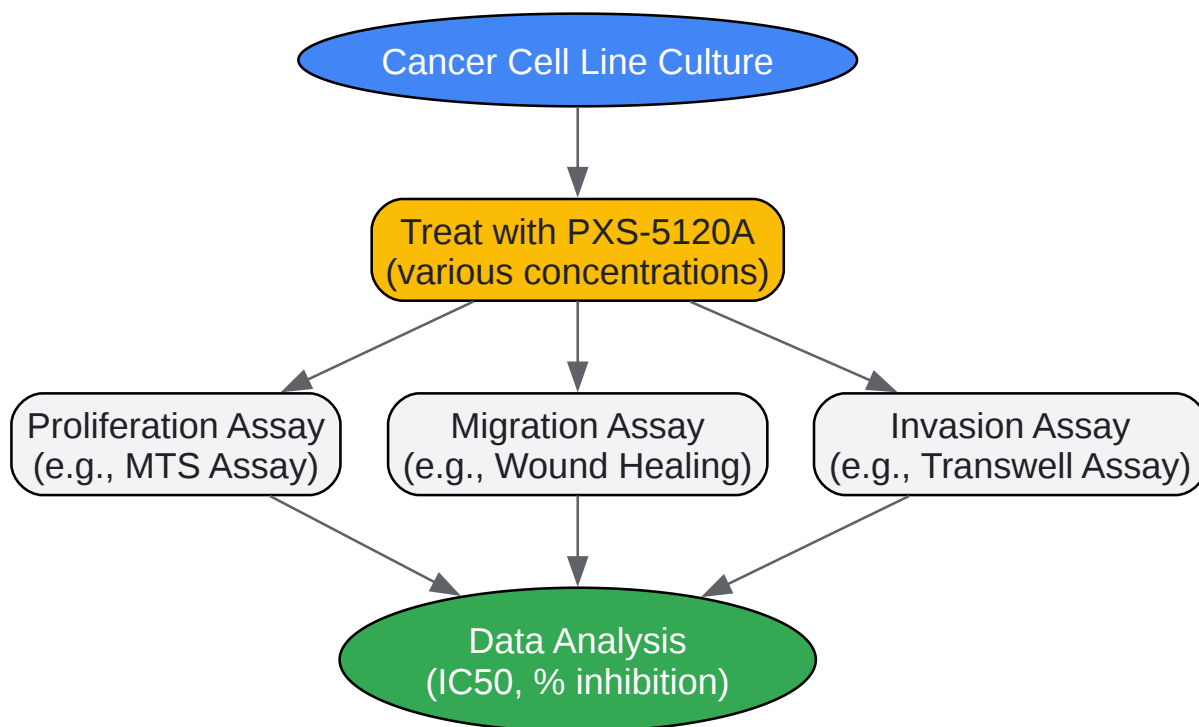 Cancer Cell Line Culture
Treat with PXS-5120A
(various concentrations)
Proliferation Assay
(e.g., MTS Assay)
Migration Assay
(e.g., Wound Healing)
Invasion Assay
(e.g., Transwell Assay)
Data Analysis
(IC50, % inhibition)